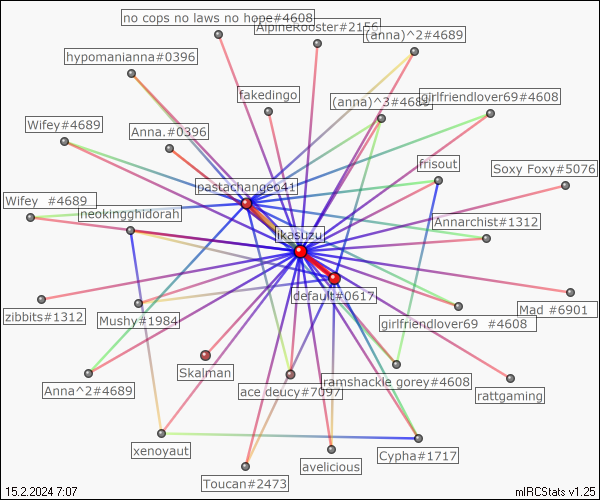 no cops no laws no hope#4608
AlpineRooster#2156
(anna)^2#4689
hypomanianna#0396
fakedingo
(anna)^3#4689
girlfriendlover69#4608
Wifey#4689
Anna.#0396
frisout
Soxy Foxy#5076
pastachangeo41
Wifey  #4689
neokingghidorah
Annarchist#1312
ikasuzu
default#0617
zibbits#1312
Mushy#1984
girlfriendlover69  #4608
Mad #6901
Skalman
Anna^2#4689
ace deucy#7097
ramshackle gorey#4608
rattgaming
xenoyaut
Cypha#1717
avelicious
Toucan#2473
15.2.2024 7:07
mIRCStats v1.25